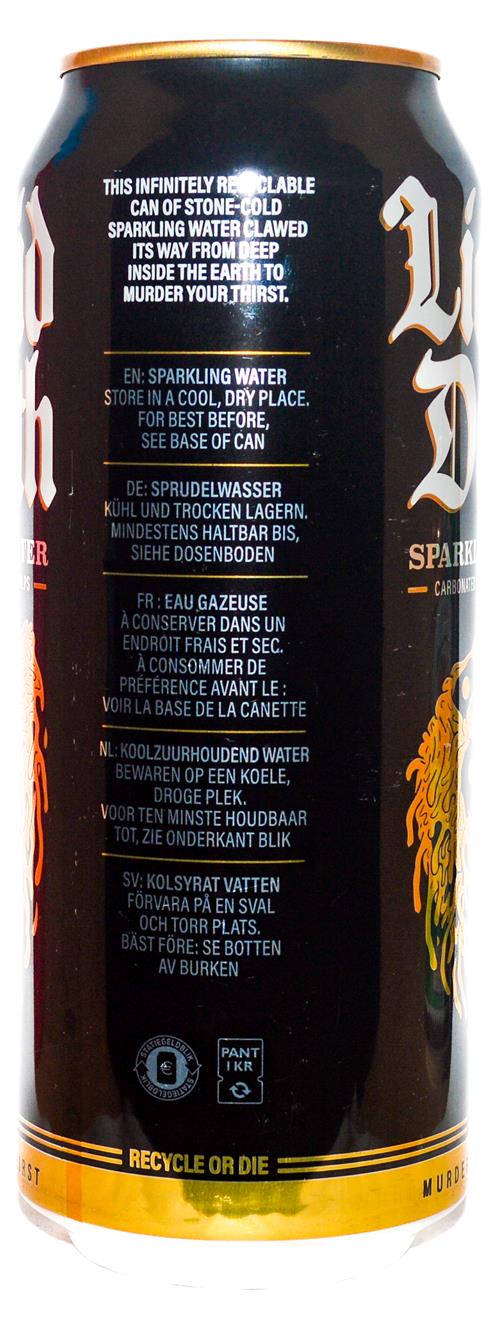 THIS INFINITELY RECYCLABLE
CAN OF STONE-COLD
SPARKLING WATER CLAWED
ITS WAY FROM DEEP
INSIDE THE EARTH TO
MURDER YOUR THIRST.
EN: SPARKLING WATER
STORE IN A COOL, DRY PLACE.
FOR BEST BEFORE,
SEE BASE OF CAN
DE: SPRUDELWASSER
KÜHL UND TROCKEN LAGERN.
MINDESTENS HALTBAR BIS,
SIEHE DOSENBODEN
FR : EAU GAZEUSE
À CONSERVER DANS UN
ENDROIT FRAIS ET SEC.
À CONSOMMER DE
PRÉFÉRENCE AVANT LE :
VOIR LA BASE DE LA CANETTE
NL: KOOLZUURHOUDEND WATER
BEWAREN OP EEN KOELE,
DROGE PLEK.
VOOR TEN MINSTE HOUDBAAR
TOT, ZIE ONDERKANT BLIK
SV: KOLSYRAT VATTEN
FÖRVARA PÅ EN SVAL
OCH TORR PLATS.
BÄST FÖRE: SE BOTTEN
AV BURKEN
STATIEGELDBLIK
€
STATIEGELDBLIK
PANT
1 KR
RECYCLE OR DIE